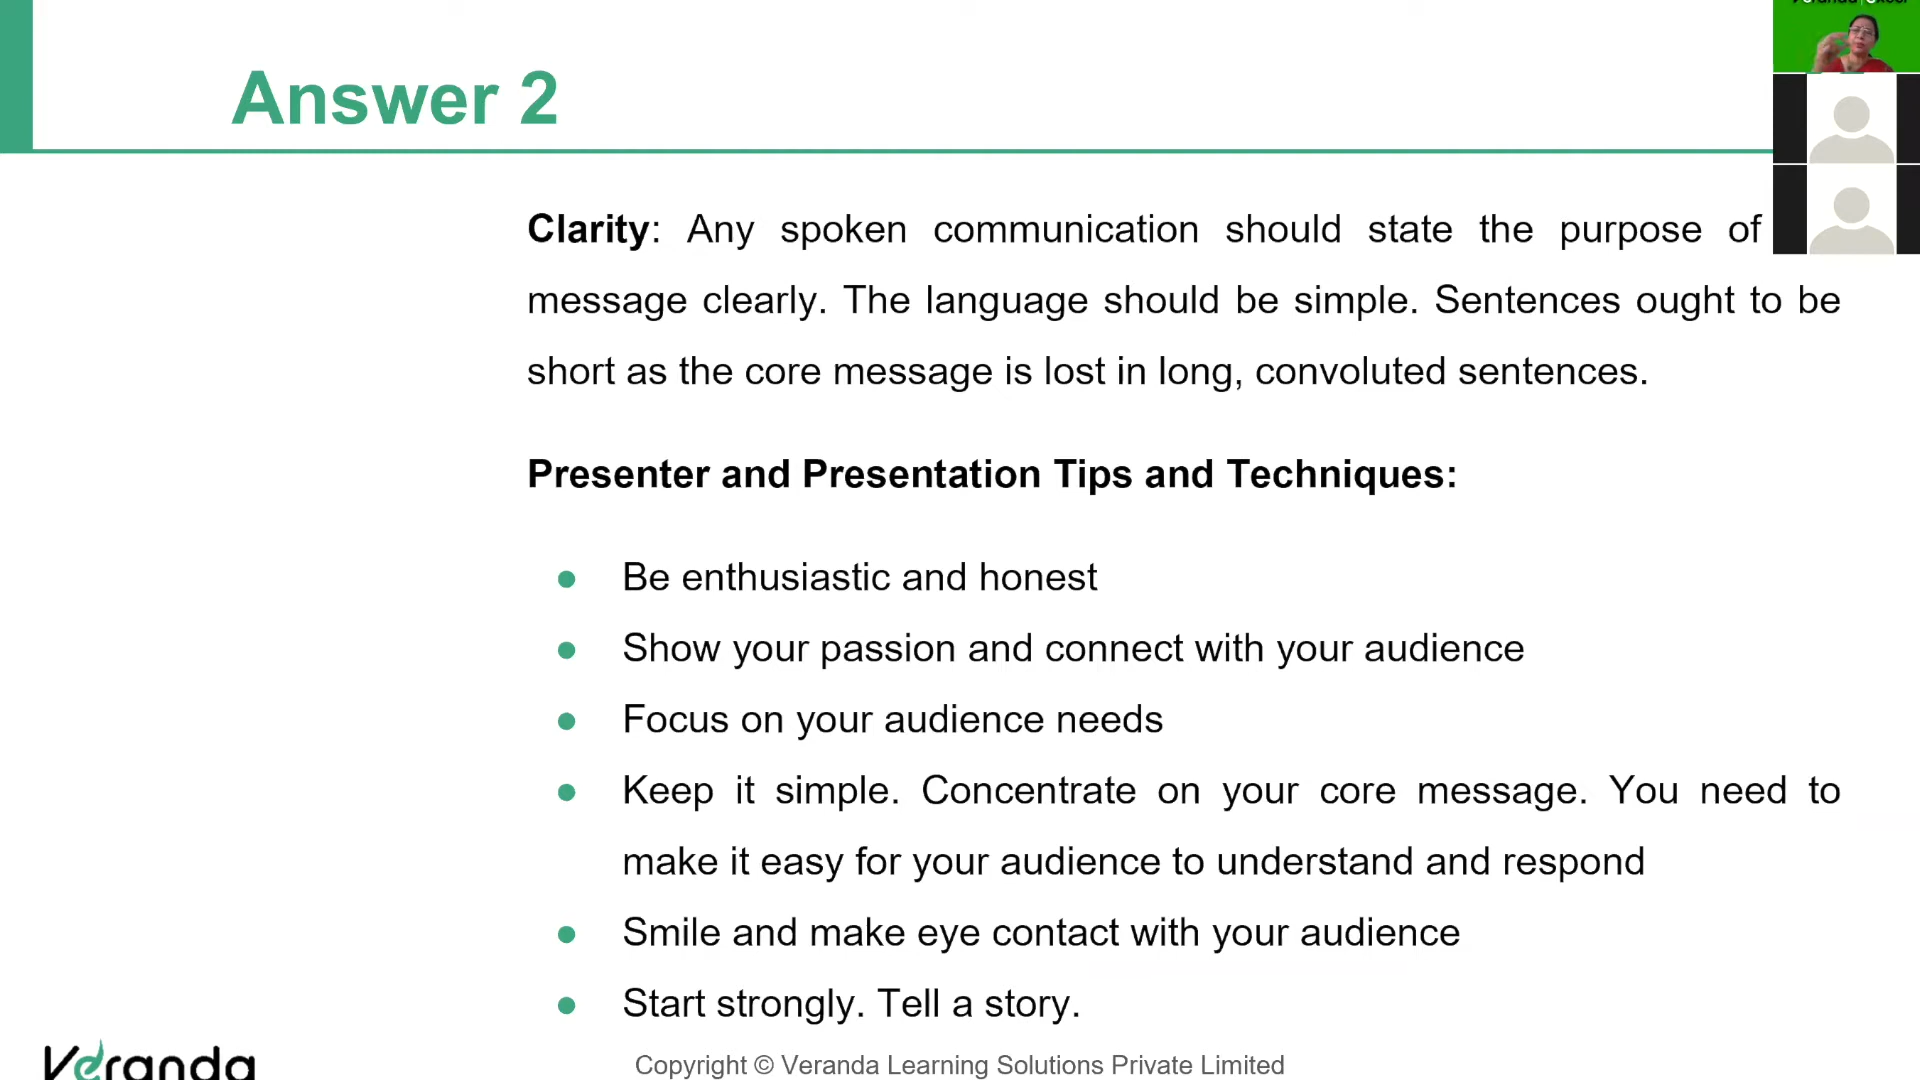 Answer 2
Clarity: Any spoken communication should state the purpose of
message clearly. The language should be simple. Sentences ought to be
short as the core message is lost in long, convoluted sentences.
Presenter and Presentation Tips and Techniques:
● Be enthusiastic and honest
● Show your passion and connect with your audience
● Focus on your audience needs
● Keep it simple. Concentrate on your core message. You need to
make it easy for your audience to understand and respond
● Smile and make eye contact with your audience
● Start strongly. Tell a story.
Veranda
Copyright © Veranda Learning Solutions Private Limited